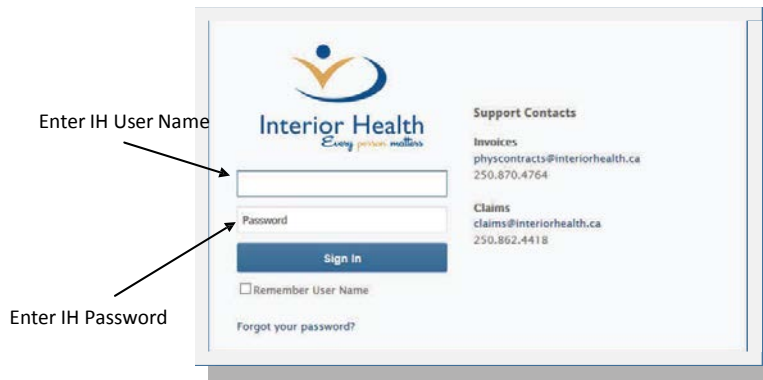 Enter IH User Name
Interior Health
Every person matters
Password
Sign In
Remember User Name
Forgot your password?
Enter IH Password
Support Contacts
Invoices
physcontracts@interiorhealth.ca
250.870.4764
Claims
claims@interiorhealth.ca
250.862.4418